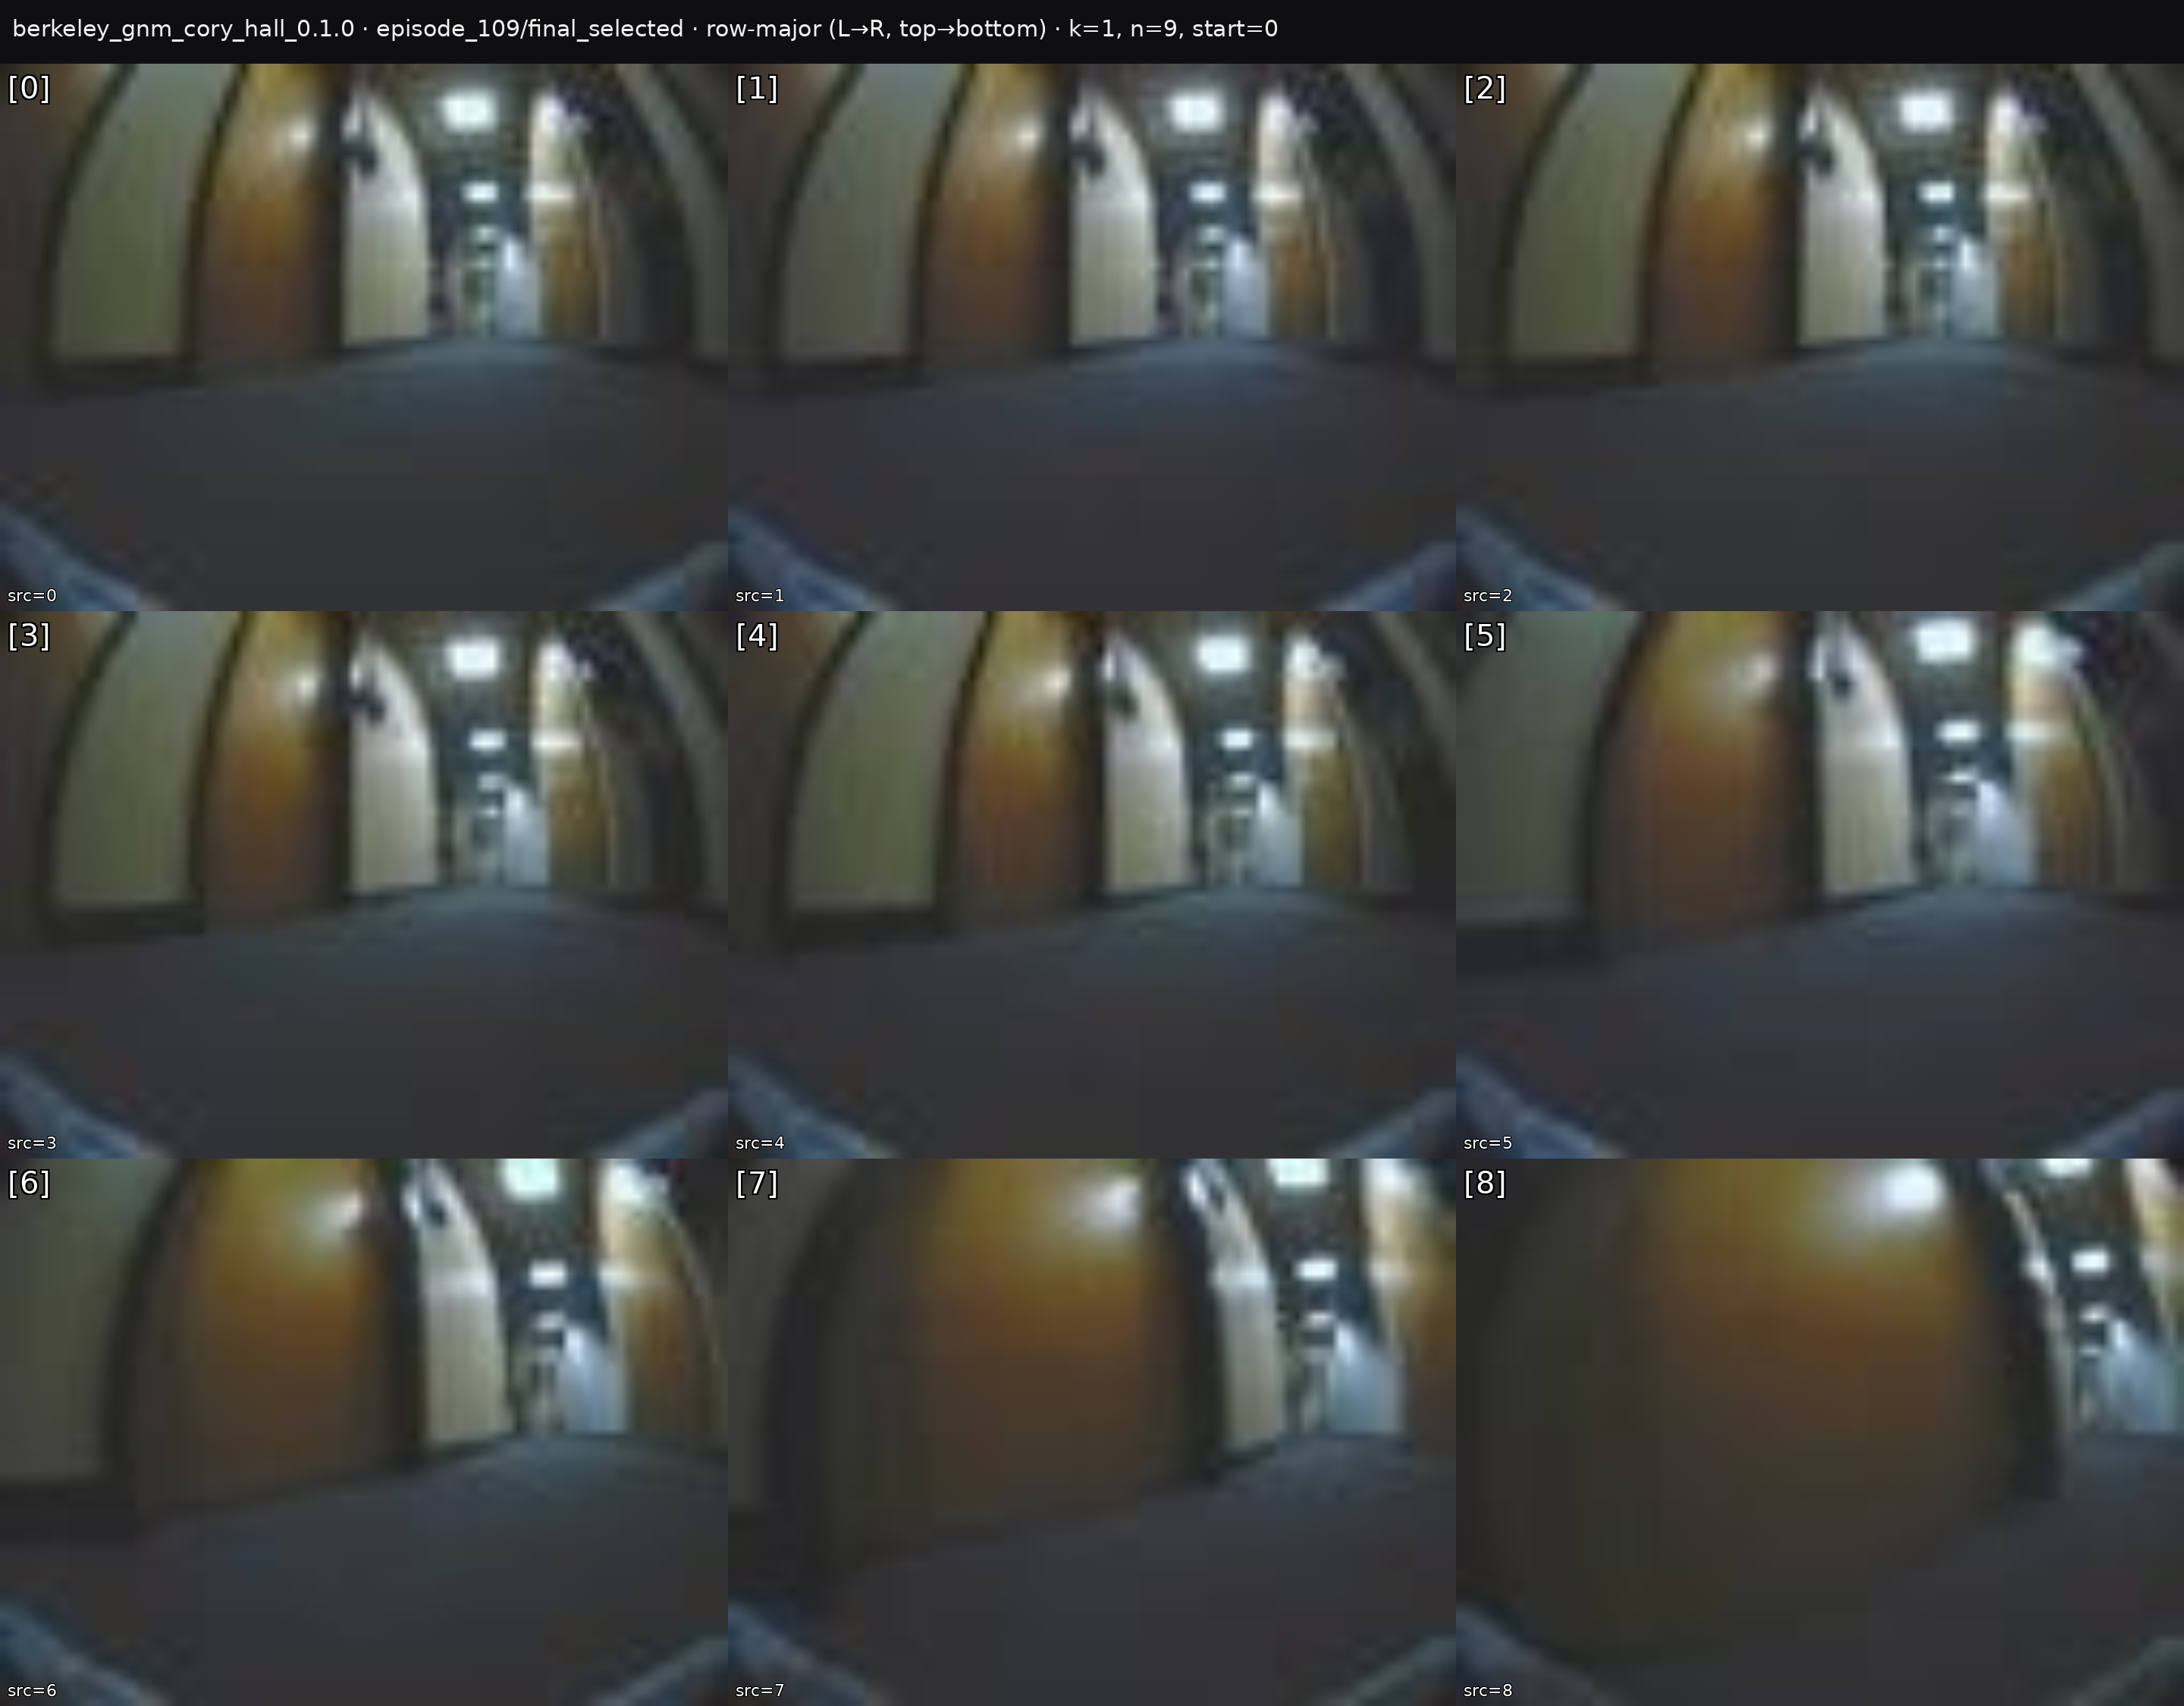 berkeley_gnm_cory_hall_0.1.0 · episode_109/final_selected · row-major (L→R, top→bottom) · k=1, n=9, start=0
[0]
[1]
[2]
src=0
src=1
src=2
[3]
[4]
[5]
src=3
src=4
src=5
[6]
[7]
[8]
src=6
src=7
src=8